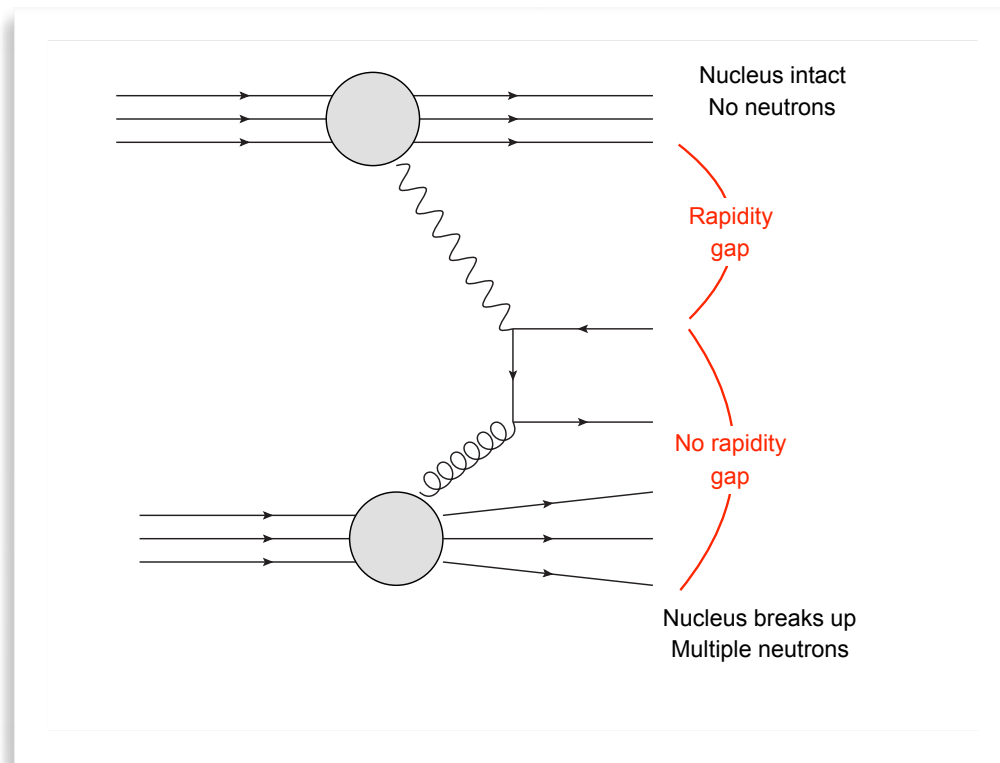 Nucleus intact
No neutrons
Rapidity
gap
No rapidity
gap
Nucleus breaks up
Multiple neutrons